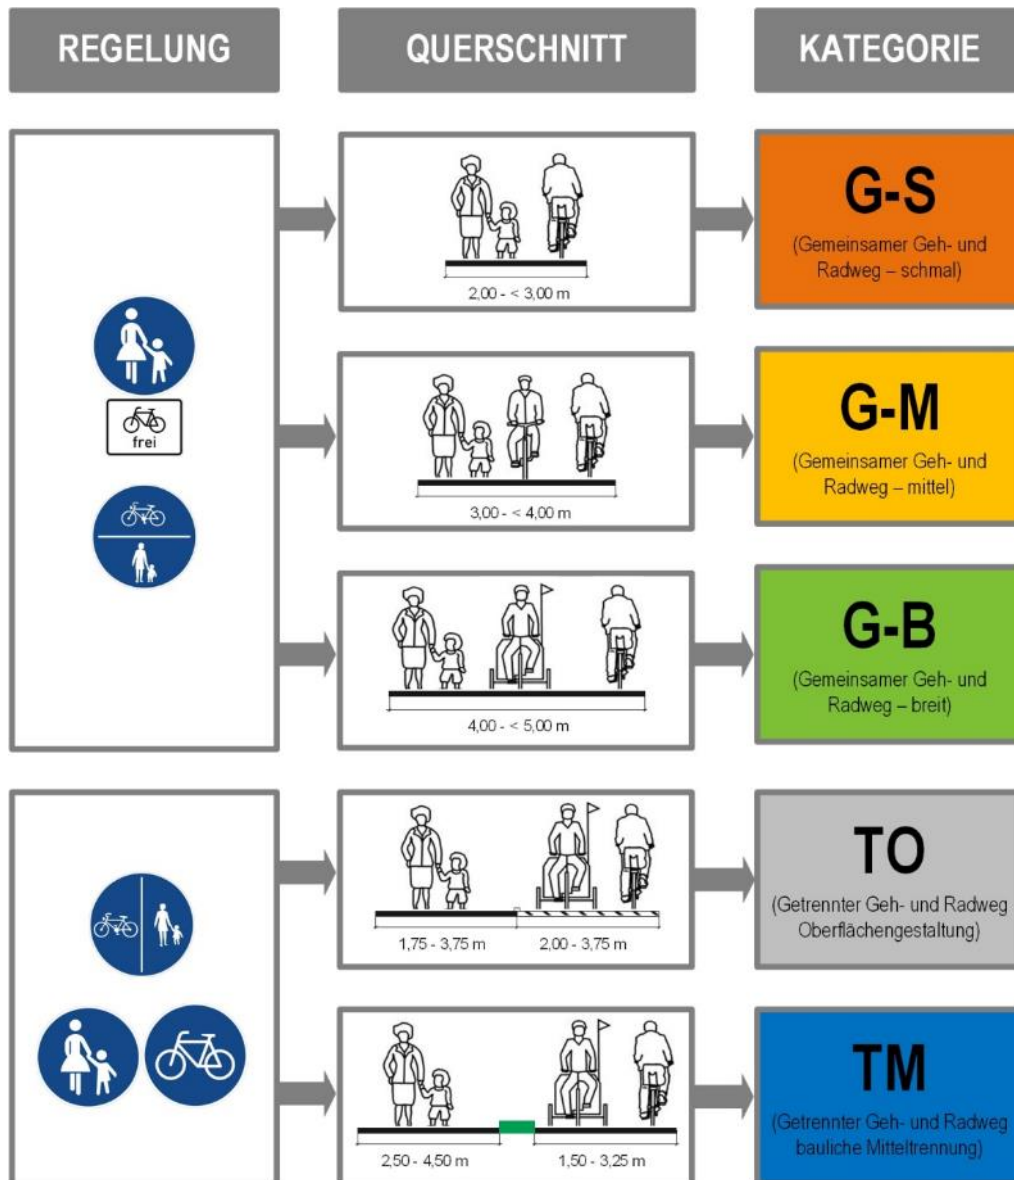 REGELUNG
QUERSCHNITT
KATEGORIE
2,00 - < 3,00 m
G-S
(Gemeinsamer Geh- und
Radweg – schmal)
frei
3,00 - < 4,00 m
G-M
(Gemeinsamer Geh- und
Radweg – mittel)
4,00 - < 5,00 m
G-B
(Gemeinsamer Geh- und
Radweg – breit)
1,75 - 3,75 m
2,00 - 3,75 m
TO
(Getrennter Geh- und Radweg
Oberflächengestaltung)
2,50 - 4,50 m
1,50 - 3,25 m
TM
(Getrennter Geh- und Radweg
bauliche Mitteltrennung)